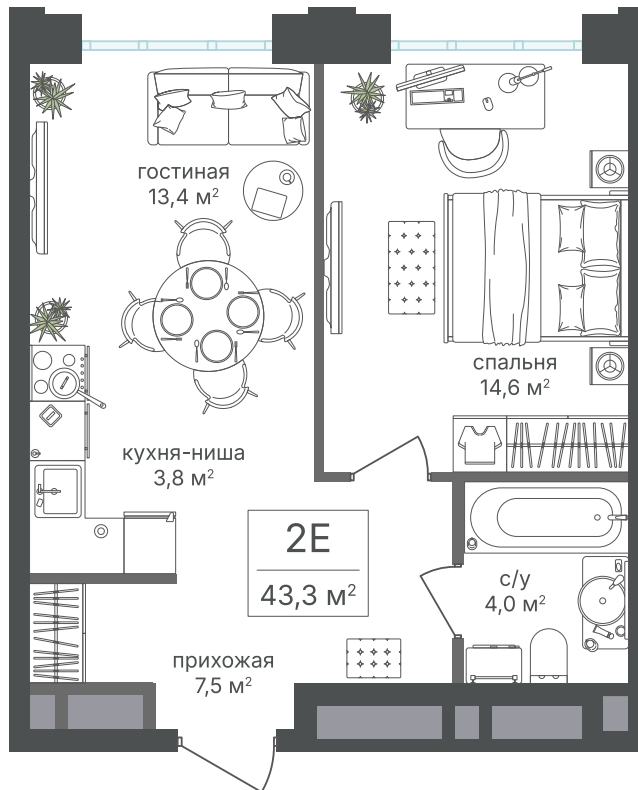 гостиная
13,4 м²
спальня
14,6 м²
кухня-ниша
3,8 м²
2Е
43,3 м²
с/у
4,0 м²
прихожая
7,5 м²